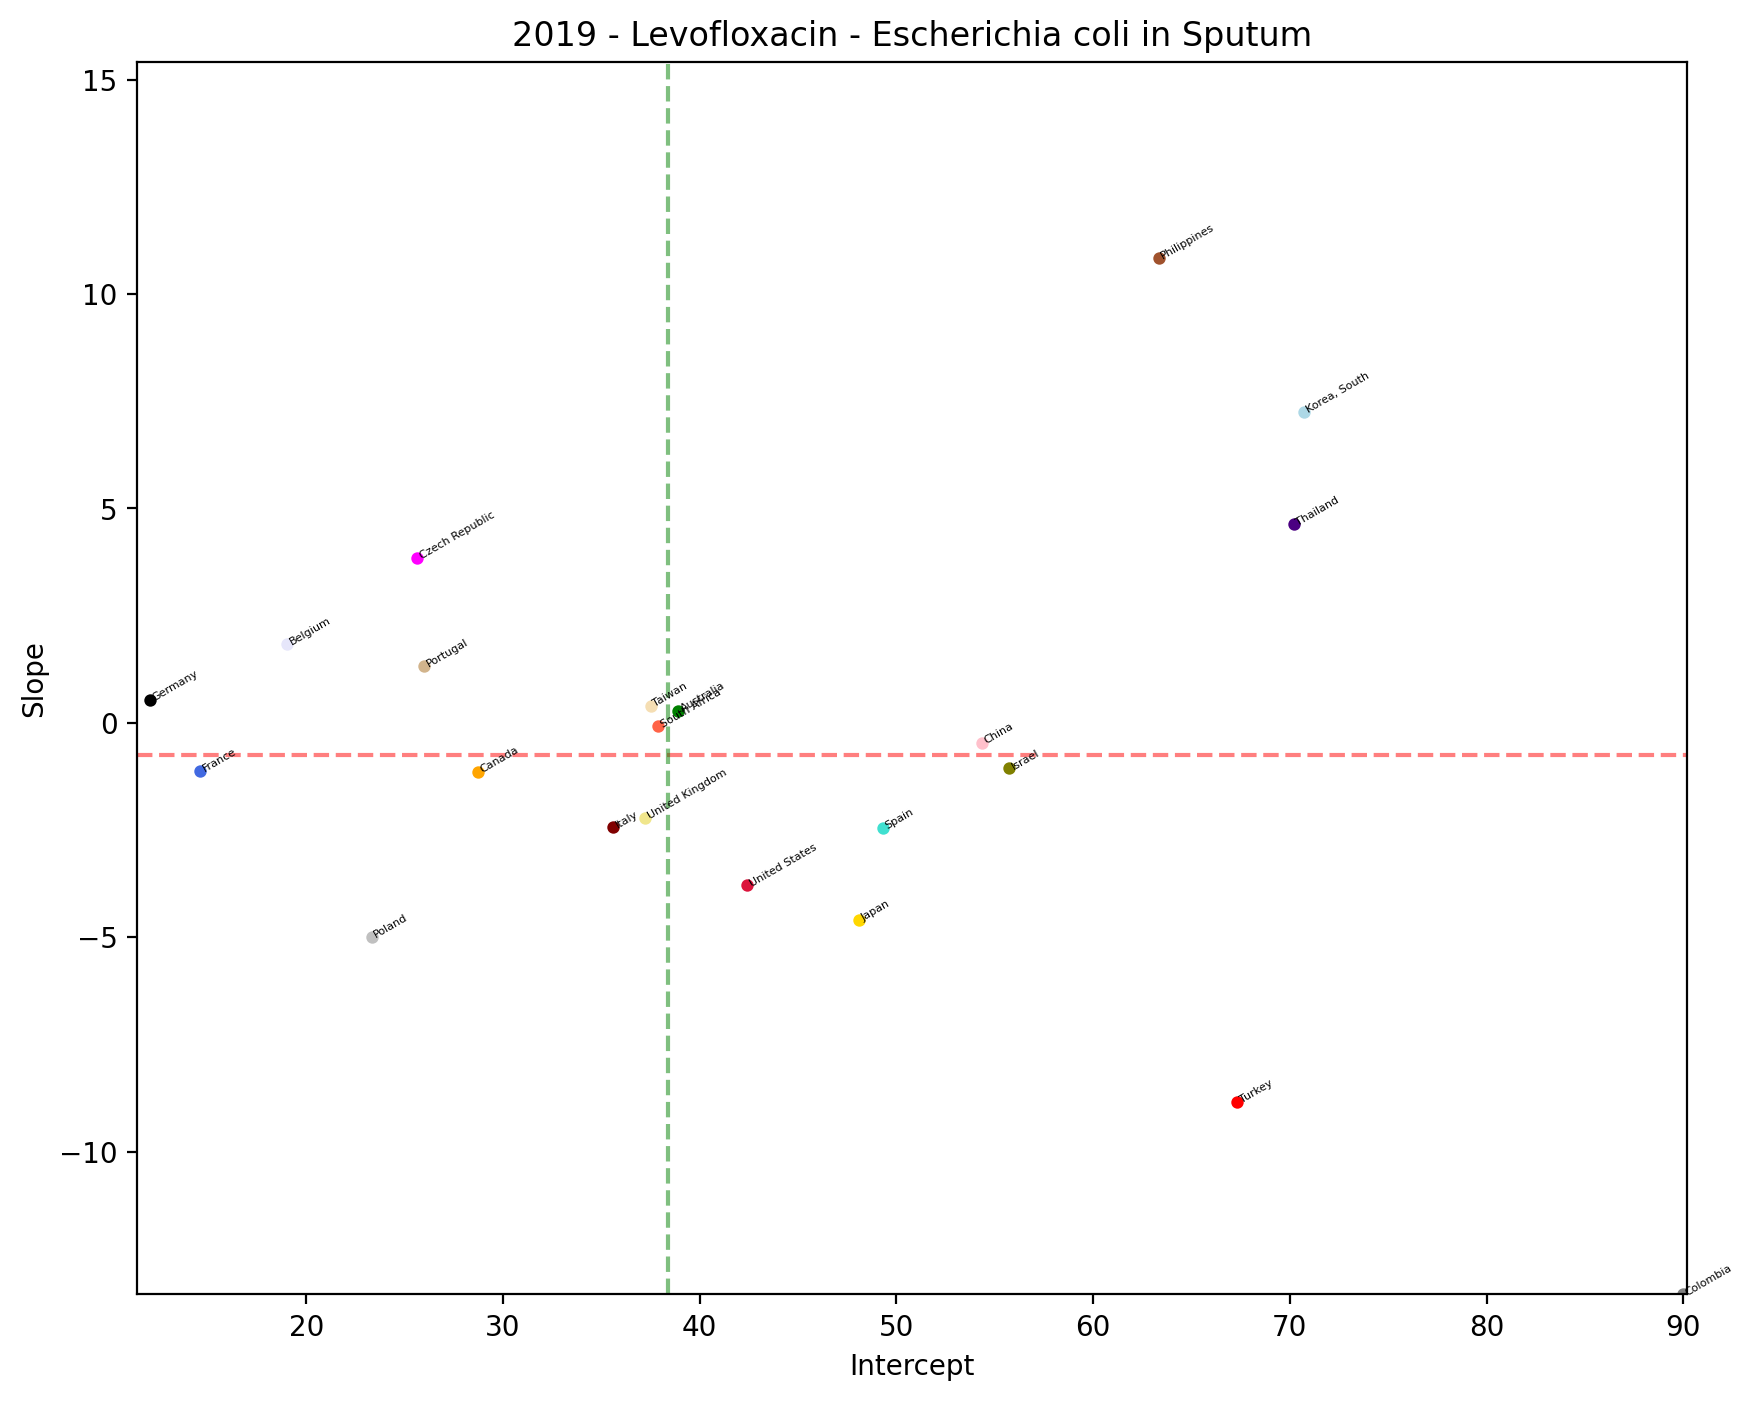 2019 - Levofloxacin - Escherichia coli in Sputum
15
Philippines
10
Korea, South
Thailand
5
Czech Republic
Belgium
Portugal
Germany
Taiwan
Australia
South Africa
0
China
France
Canada
Israel
Italy
United Kingdom
Spain
United States
Japan
Poland
−5
Turkey
−10
Colombia
Slope
20
30
40
50
60
70
80
90
Intercept